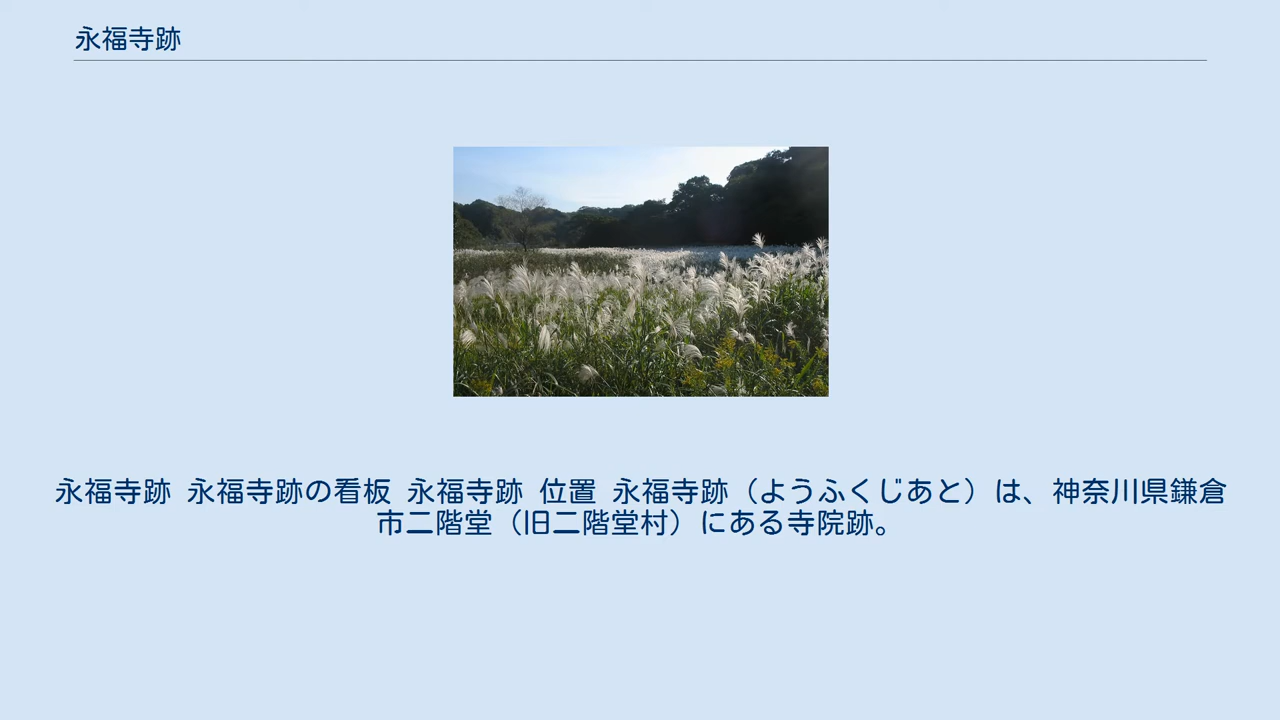 永福寺跡
永福寺跡 永福寺跡の看板 永福寺跡 位置 永福寺跡（ようふくじあと）は、神奈川県鎌倉
市二階堂（旧二階堂村）にある寺院跡。